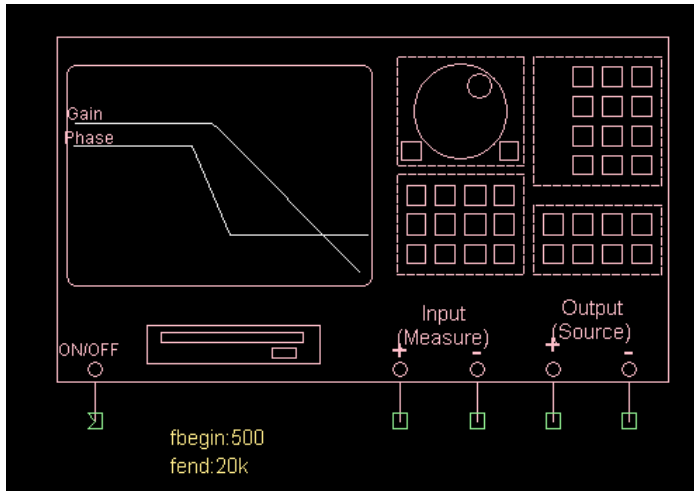 Gain
Phase
Input
(Measure)
Output
(Source)
ON/OFF
+ - + -
fbegin:500
fend:20k